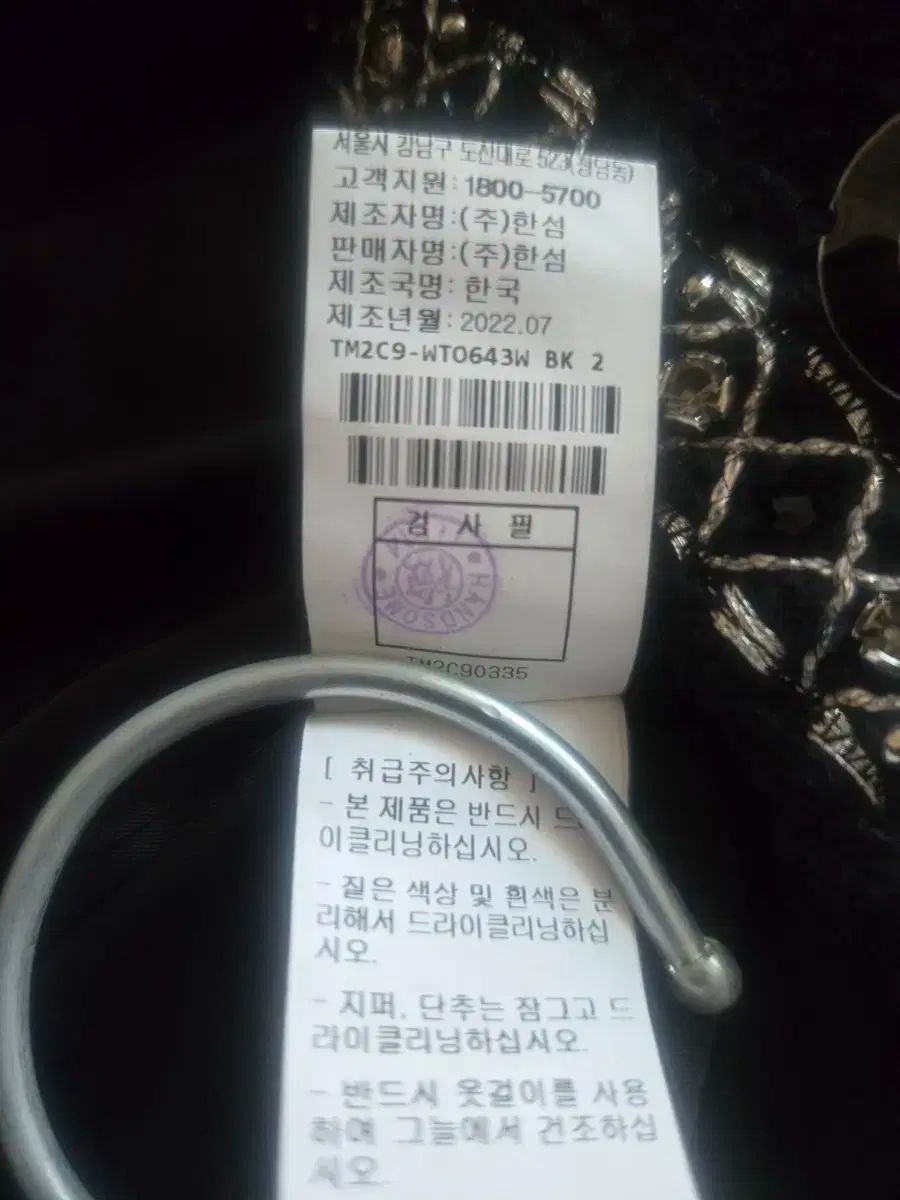 서울시 강남구 도산대로 523(청담동)
고객지원:1800-5700
제조자명:(주)한섬
판매자명:(주)한섬
제조국명:한국
제조년월:2022.07
TM2C9-WTO643W BK 2
검 사 필
HANDSOME
TM2C90335
[ 취급주의사항 ]
- 본 제품은 반드시 드
이클리닝하십시오.
- 짙은 색상 및 흰색은 분
리해서 드라이클리닝하십
시오.
- 지퍼, 단추는 잠그고 드
라이클리닝하십시오.
- 반드시 옷걸이를 사용
하여 그늘에서 건조하십
시오.